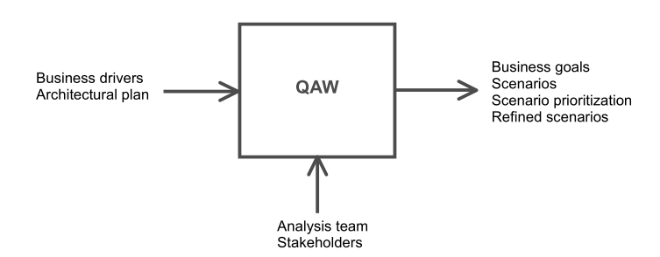 Business drivers
Architectural plan
QAW
Business goals
Scenarios
Scenario prioritization
Refined scenarios
Analysis team
Stakeholders